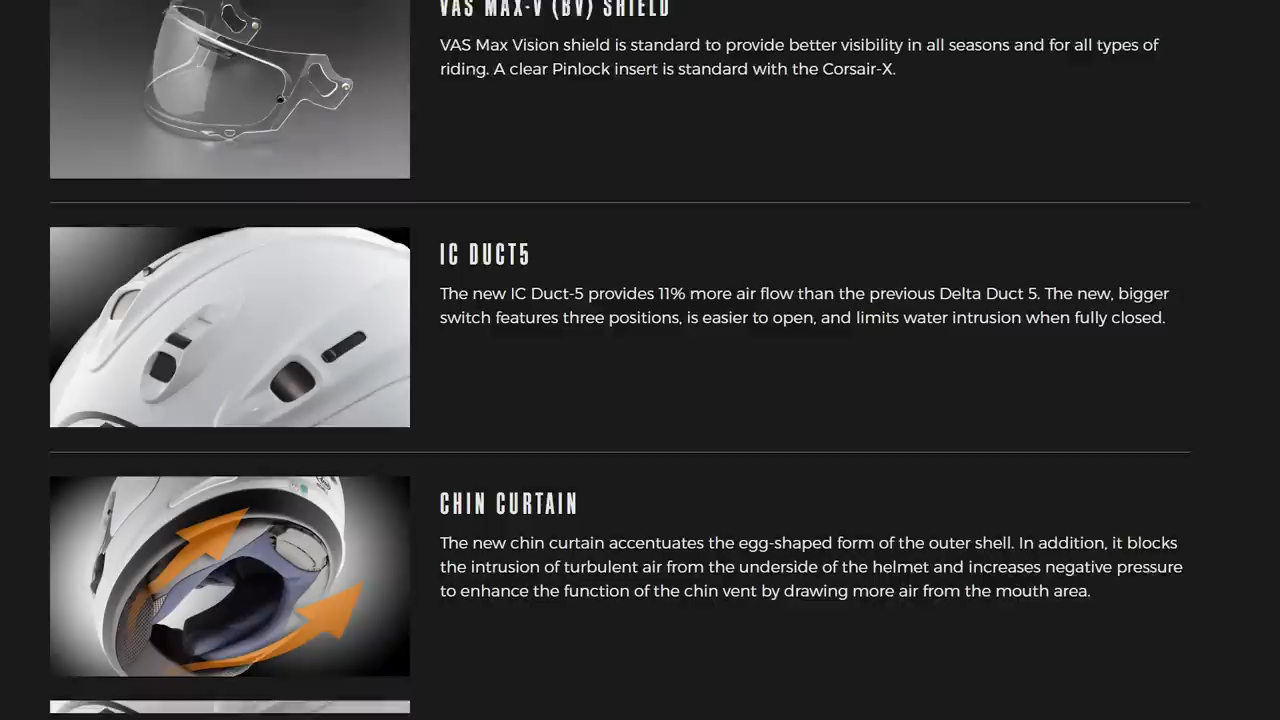 VAS MAX-V (BV) SHIELD
VAS Max Vision shield is standard to provide better visibility in all seasons and for all types of
riding. A clear Pinlock insert is standard with the Corsair-X.
IC DUCT5
The new IC Duct-5 provides 11% more air flow than the previous Delta Duct 5. The new, bigger
switch features three positions, is easier to open, and limits water intrusion when fully closed.
CHIN CURTAIN
The new chin curtain accentuates the egg-shaped form of the outer shell. In addition, it blocks
the intrusion of turbulent air from the underside of the helmet and increases negative pressure
to enhance the function of the chin vent by drawing more air from the mouth area.